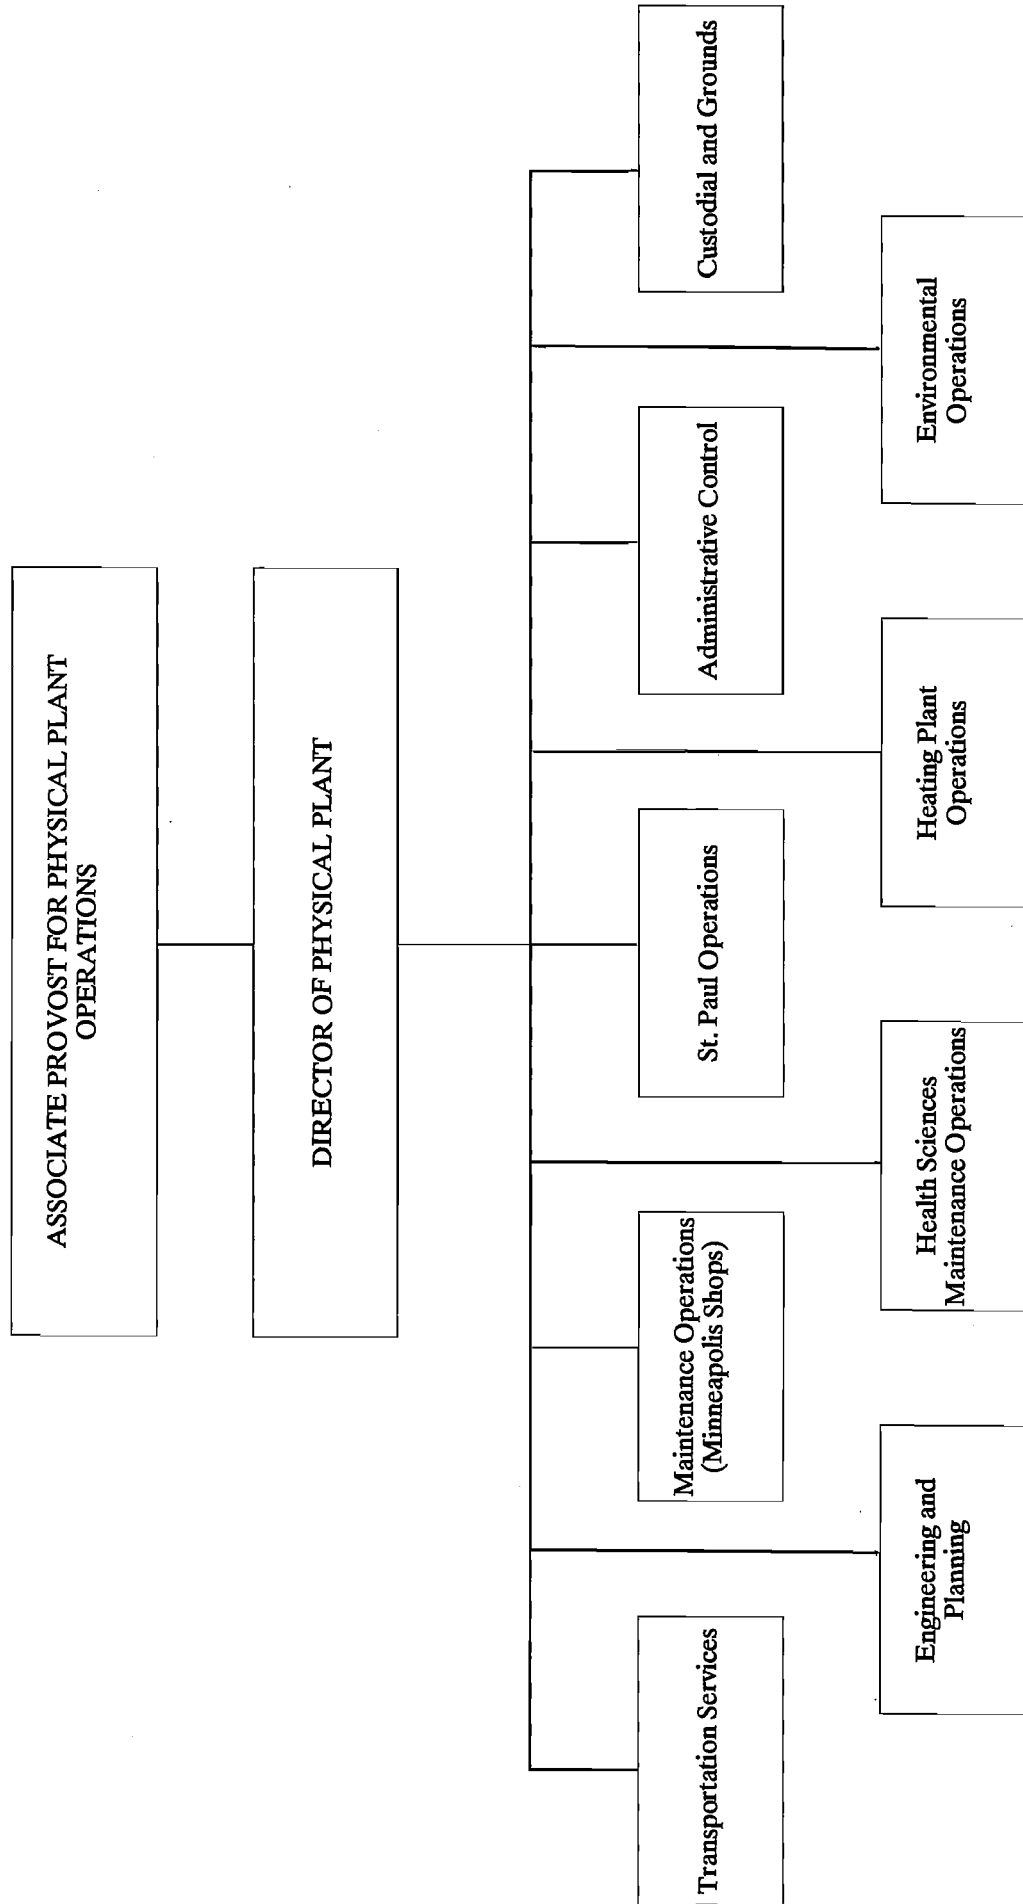 ASSOCIATE PROVOST FOR PHYSICAL PLANT
OPERATIONS
DIRECTOR OF PHYSICAL PLANT
Transportation Services
Maintenance Operations
(Minneapolis Shops)
St. Paul Operations
Administrative Control
Custodial and Grounds
Engineering and
Planning
Health Sciences
Maintenance Operations
Heating Plant
Operations
Environmental
Operations